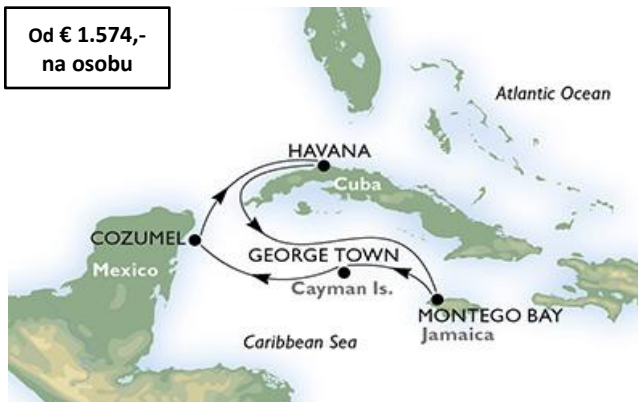 Od € 1.574,-
na osobu
Atlantic Ocean
HAVANA
Cuba
COZUMEL
GEORGE TOWN
Mexico
Cayman Is.
MONTEGO BAY
Jamaica
Caribbean Sea